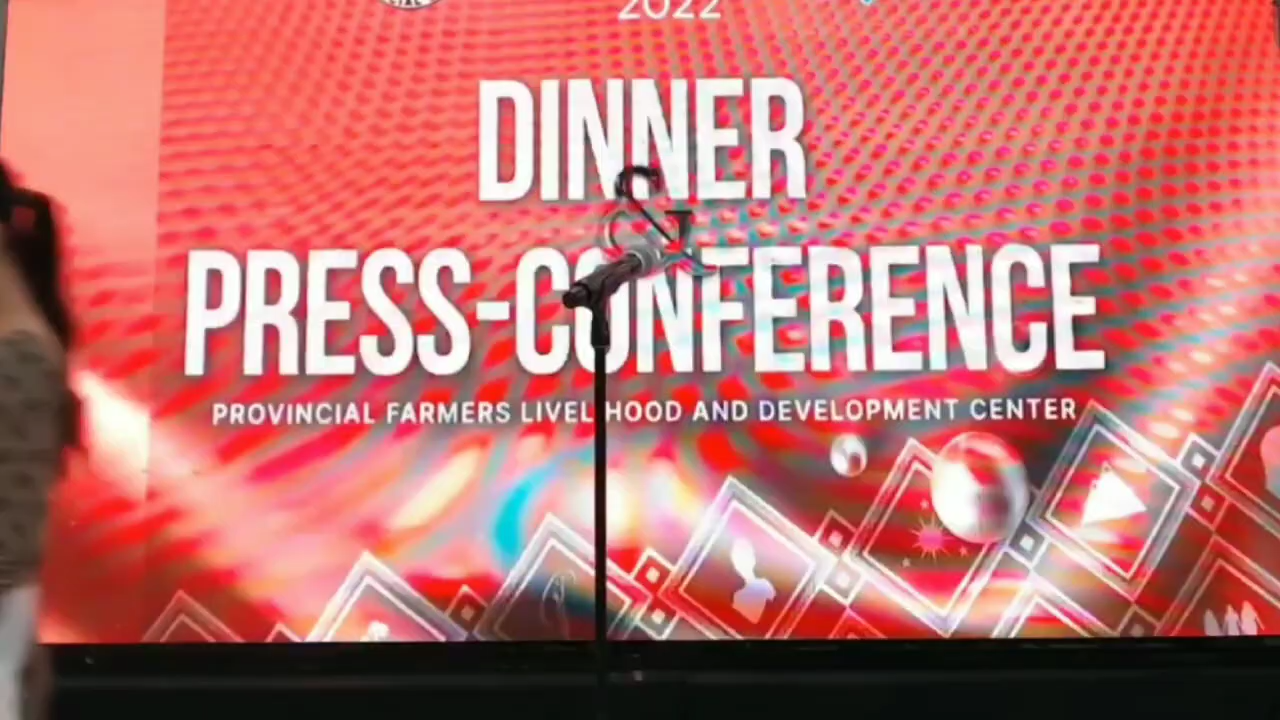 2022
DINNER
&
PRESS-CONFERENCE
PROVINCIAL FARMERS LIVELIHOOD AND DEVELOPMENT CENTER